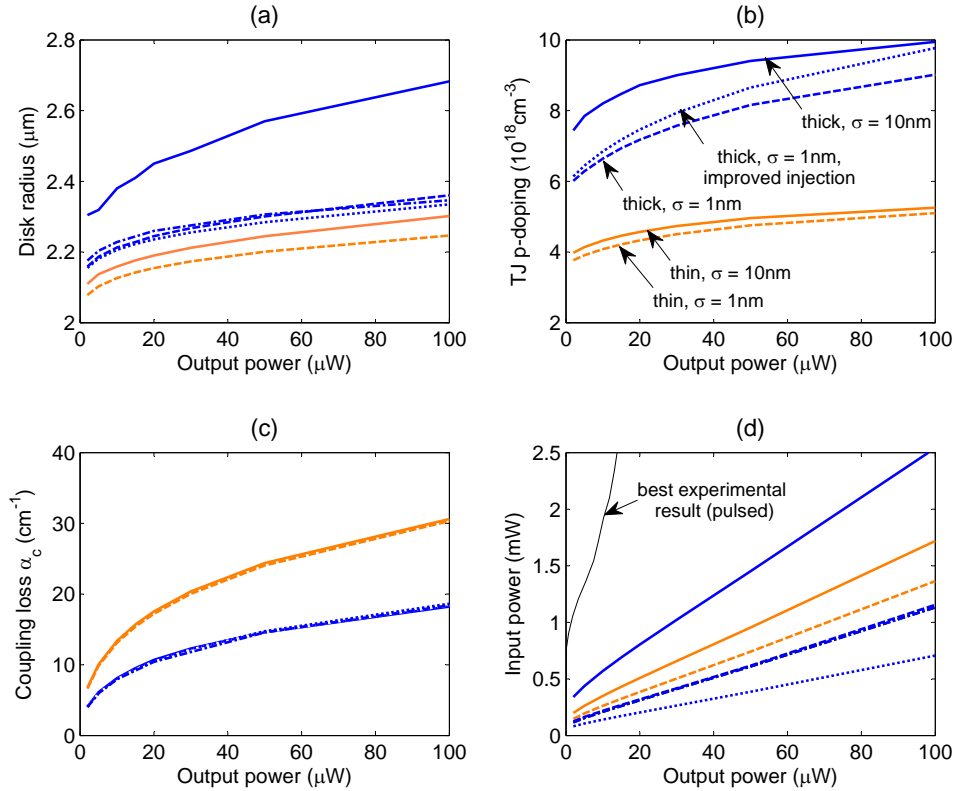 (a)
2.8
2.6
2.4
2.2
2
0
20
40
60
80
100
Disk radius (μm)
Output power (μW)
(b)
10
8
6
4
2
0
20
40
60
80
100
TJ p-doping (10^18cm^-3)
Output power (μW)
thick, σ = 10nm
thick, σ = 1nm,
improved injection
thick, σ = 1nm
thin, σ = 10nm
thin, σ = 1nm
(c)
40
30
20
10
0
0
20
40
60
80
100
Coupling loss α_c (cm^-1)
Output power (μW)
(d)
2.5
2
1.5
1
0.5
0
0
20
40
60
80
100
Input power (mW)
Output power (μW)
best experimental
result (pulsed)